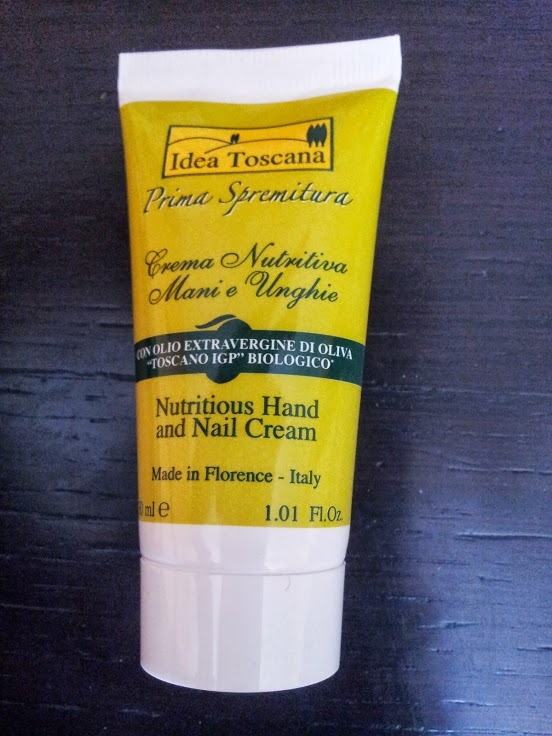 Idea Toscana
Prima Spremitura
Crema Nutritiva
Mani e Unghie
CON OLIO EXTRAVERGINE DI OLIVA
"TOSCANO IGP" BIOLOGICO*
Nutritious Hand
and Nail Cream
Made in Florence - Italy
ml e 1.01 Fl.Oz.